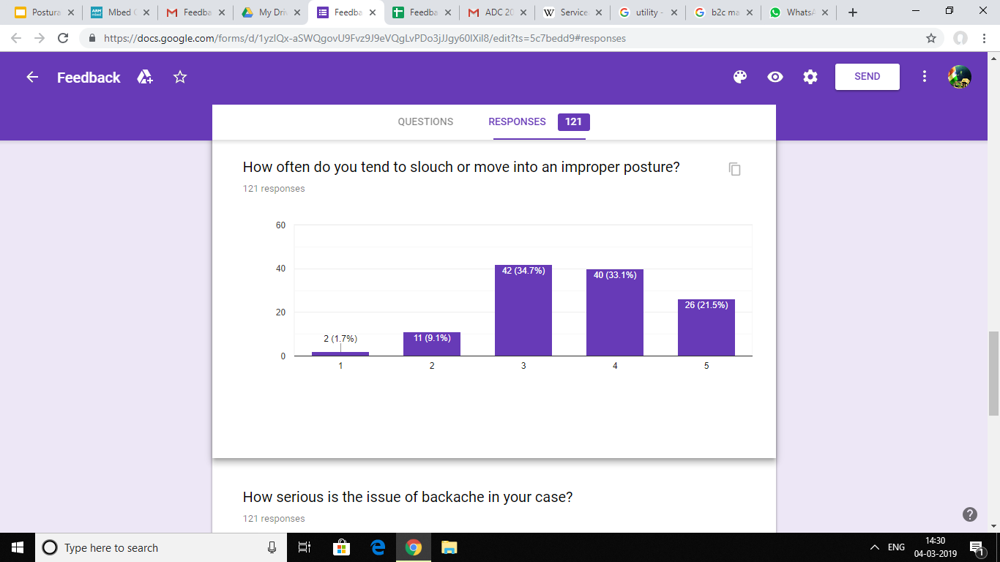 Postura
Mbed
Feedba
My Driv
Feedba
Feedba
ADC 20
Service
utility -
b2c ma
WhatsA
https://docs.google.com/forms/d/1yzlQx-aSWQgovU9Fvz9J9eVQgLvPDo3jJJgy60lXil8/edit?ts=5c7bedd9#responses
Feedback
SEND
QUESTIONS
RESPONSES 121
How often do you tend to slouch or move into an improper posture?
121 responses
60
40
20
0
2 (1.7%)
11 (9.1%)
42 (34.7%)
40 (33.1%)
26 (21.5%)
1 2 3 4 5
How serious is the issue of backache in your case?
121 responses
Type here to search
ENG
14:30
04-03-2019
1